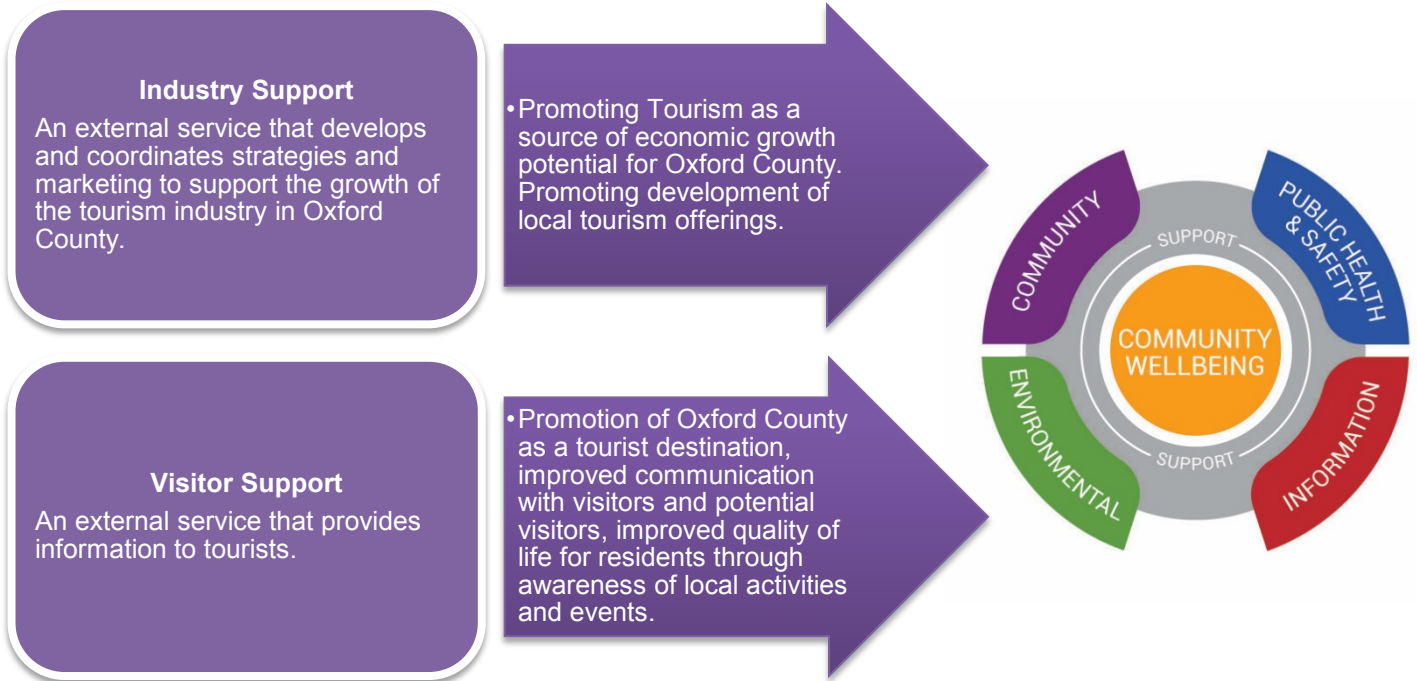 Industry Support
An external service that develops
and coordinates strategies and
marketing to support the growth of
the tourism industry in Oxford
County.
•Promoting Tourism as a
source of economic growth
potential for Oxford County.
Promoting development of
local tourism offerings.
Visitor Support
An external service that provides
information to tourists.
•Promotion of Oxford County
as a tourist destination,
improved communication
with visitors and potential
visitors, improved quality of
life for residents through
awareness of local activities
and events.
COMMUNITY
PUBLIC HEALTH
& SAFETY
SUPPORT
COMMUNITY
WELLBEING
SUPPORT
ENVIRONMENTAL
INFORMATION